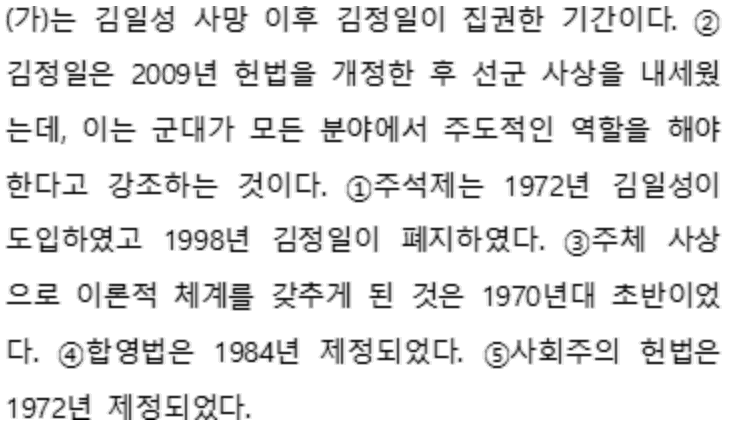 (가)는 김일성 사망 이후 김정일이 집권한 기간이다. ②
김정일은 2009년 헌법을 개정한 후 선군 사상을 내세웠
는데, 이는 군대가 모든 분야에서 주도적인 역할을 해야
한다고 강조하는 것이다. ①주석제는 1972년 김일성이
도입하였고 1998년 김정일이 폐지하였다. ③주체 사상
으로 이론적 체계를 갖추게 된 것은 1970년대 초반이었
다. ④합영법은 1984년 제정되었다. ⑤사회주의 헌법은
1972년 제정되었다.